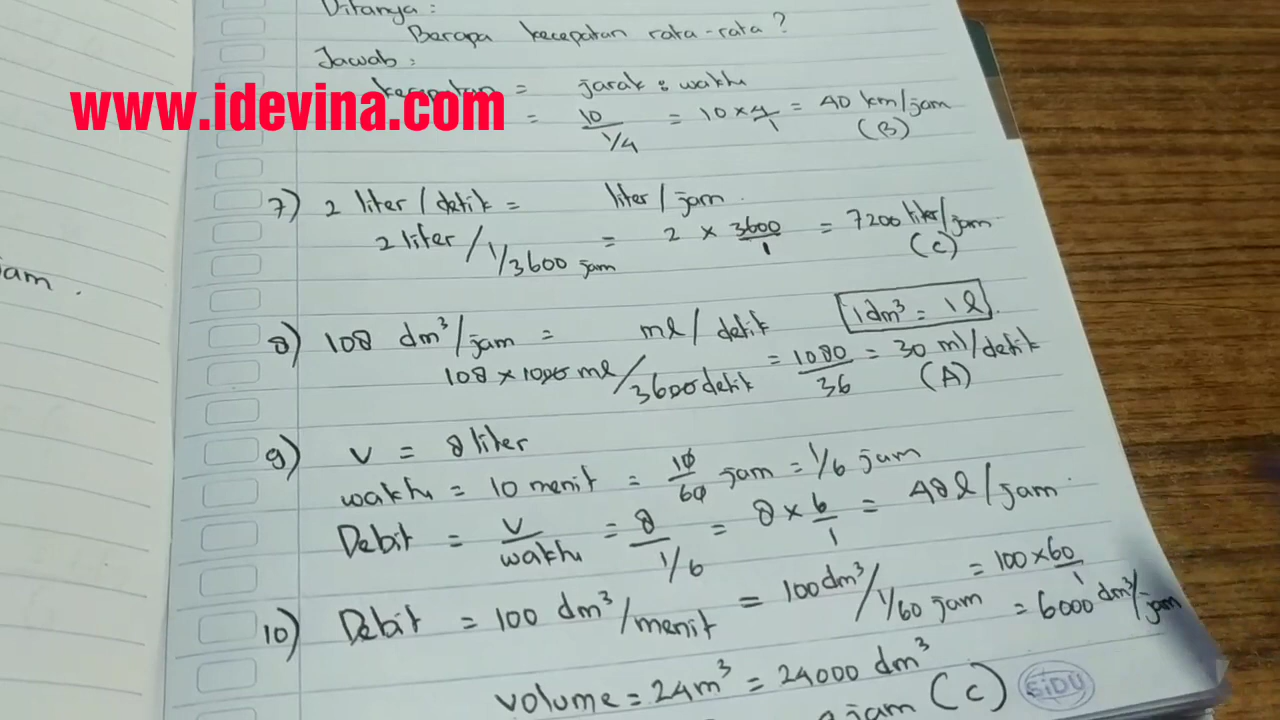 Ditanya :
Berapa kecepatan rata-rata ?
Jawab :
kecepatan = jarak : waktu
www.idevina.com
= 10 / 1/4 = 10 × 4/1 = 40 km/jam
(B)
7) 2 liter / detik = liter / jam .
2 liter / 1/3600 jam = 2 × 3600/1 = 7200 liter/jam
(C)
am .
8) 108 dm³/jam = ml / detik 1 dm³ = 1 l
108 × 1000 ml / 3600 detik = 1080/36 = 30 ml/detik
(A)
9) V = 8 liter
waktu = 10 menit = 10/60 jam = 1/6 jam
Debit = V/waktu = 8 / 1/6 = 8 × 6/1 = 48 l / jam .
10) Debit = 100 dm³/menit = 100 dm³ / 1/60 jam = 100 × 60/1
= 6000 dm³/jam
volume = 24 m³ = 24000 dm³
jam (C) SiDU